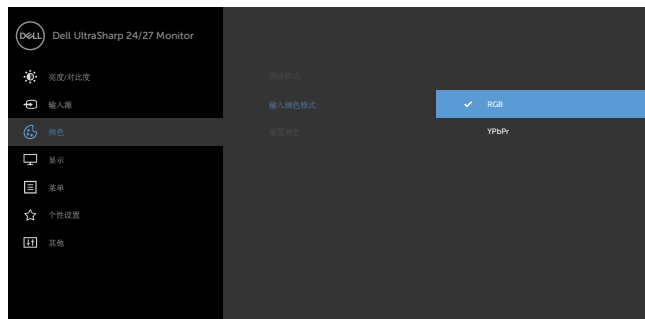 DELL
Dell UltraSharp 24/27 Monitor
亮度/对比度
输入源
颜色
显示
菜单
个性设置
其他
预设模式
输入颜色格式
重置颜色
RGB
YPbPr